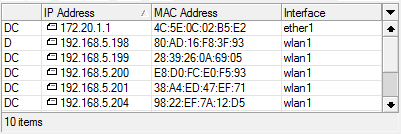 IP Address MAC Address Interface
DC 172.20.1.1 4C:5E:0C:02:B5:E2 ether1
D 192.168.5.198 80:AD:16:F8:3F:93 wlan1
DC 192.168.5.199 28:39:26:0A:69:05 wlan1
DC 192.168.5.200 E8:D0:FC:E0:F5:93 wlan1
DC 192.168.5.201 38:A4:ED:47:EF:71 wlan1
DC 192.168.5.204 98:22:EF:7A:12:D5 wlan1
10 items